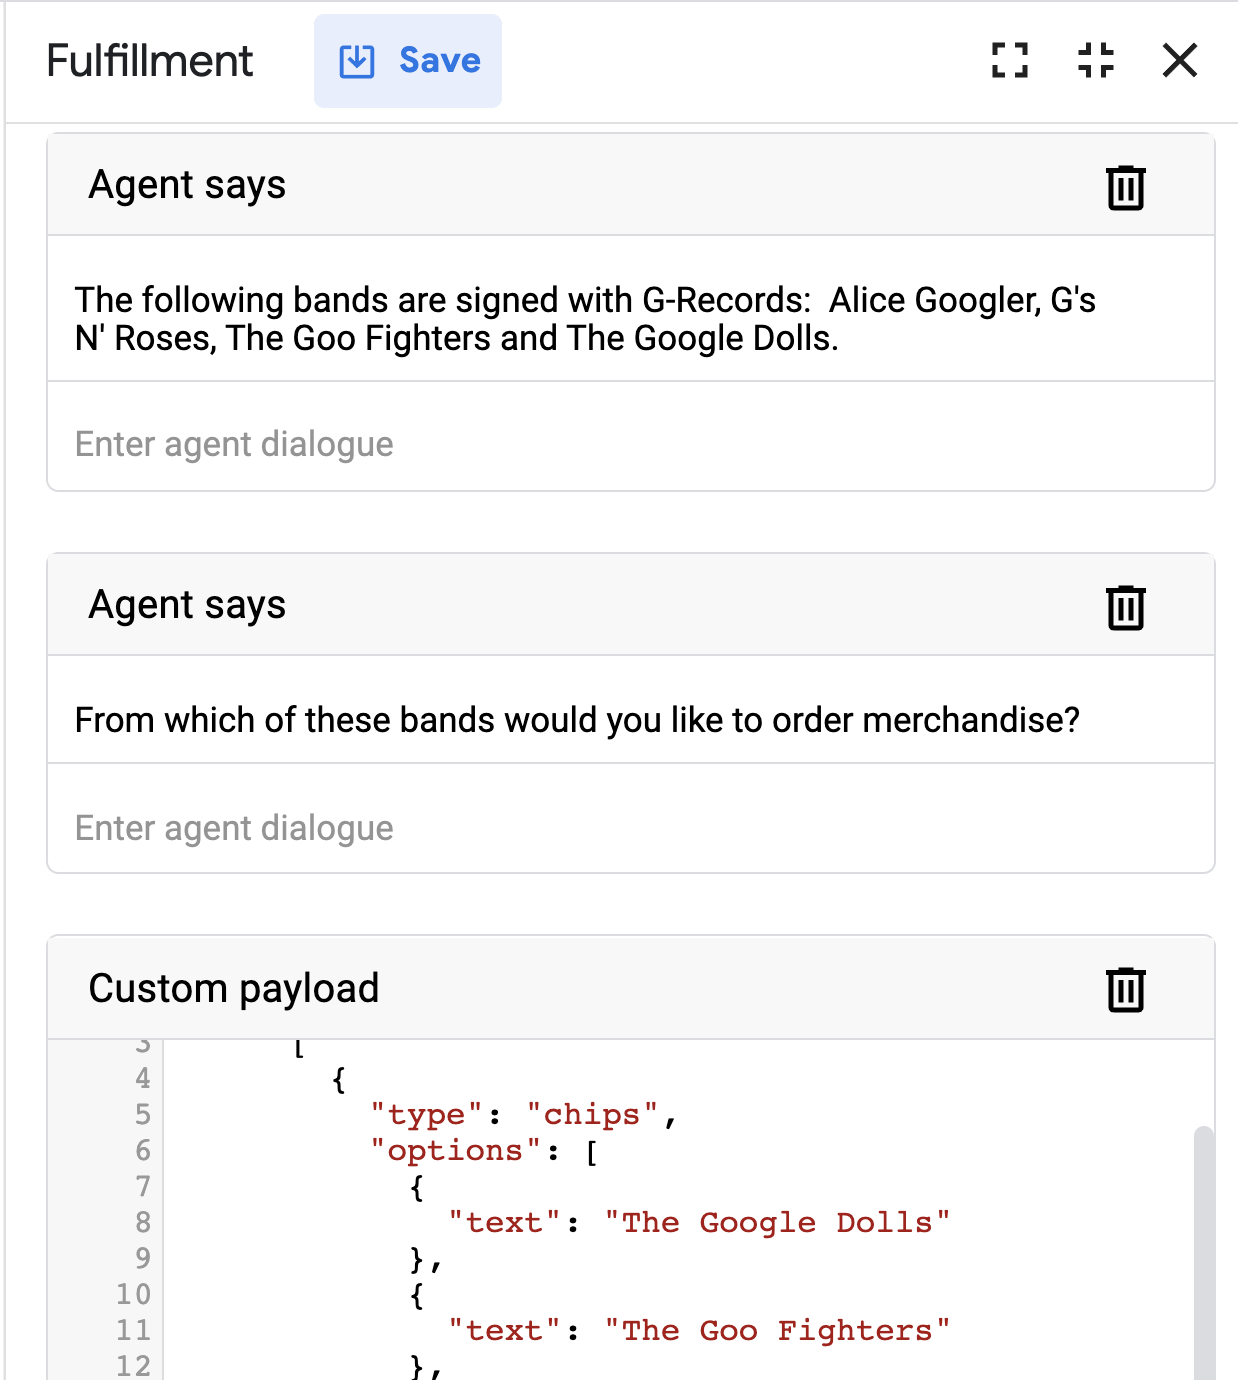 Fulfillment
Save
Agent says
The following bands are signed with G-Records:  Alice Googler, G's
N' Roses, The Goo Fighters and The Google Dolls.
Enter agent dialogue
Agent says
From which of these bands would you like to order merchandise?
Enter agent dialogue
Custom payload
3 [
4 {
5 "type": "chips",
6 "options": [
7 {
8 "text": "The Google Dolls"
9 },
10 {
11 "text": "The Goo Fighters"
12 },